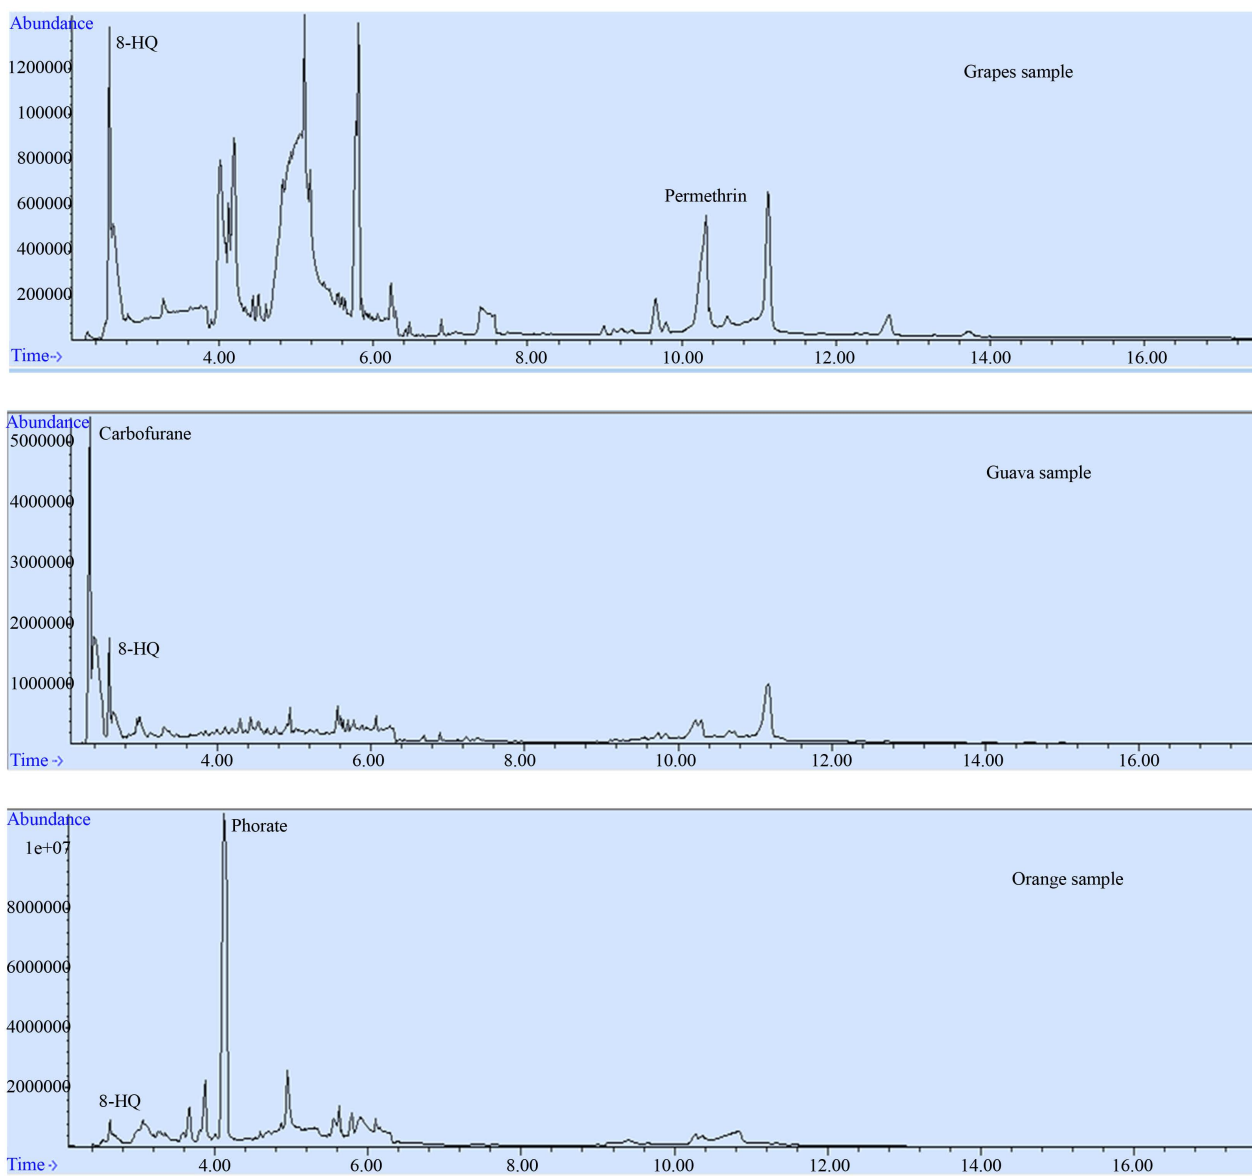 Abundance
8-HQ
Grapes sample
1200000
100000
800000
600000
Permethrin
400000
200000
Time->
4.00 6.00 8.00 10.00 12.00 14.00 16.00
Abundance
Carbofurane
5000000
Guava sample
4000000
3000000
2000000
8-HQ
1000000
Time ->
4.00 6.00 8.00 10.00 12.00 14.00 16.00
Abundance
Phorate
1e+07
Orange sample
8000000
6000000
4000000
2000000
8-HQ
Time ->
4.00 6.00 8.00 10.00 12.00 14.00 16.00